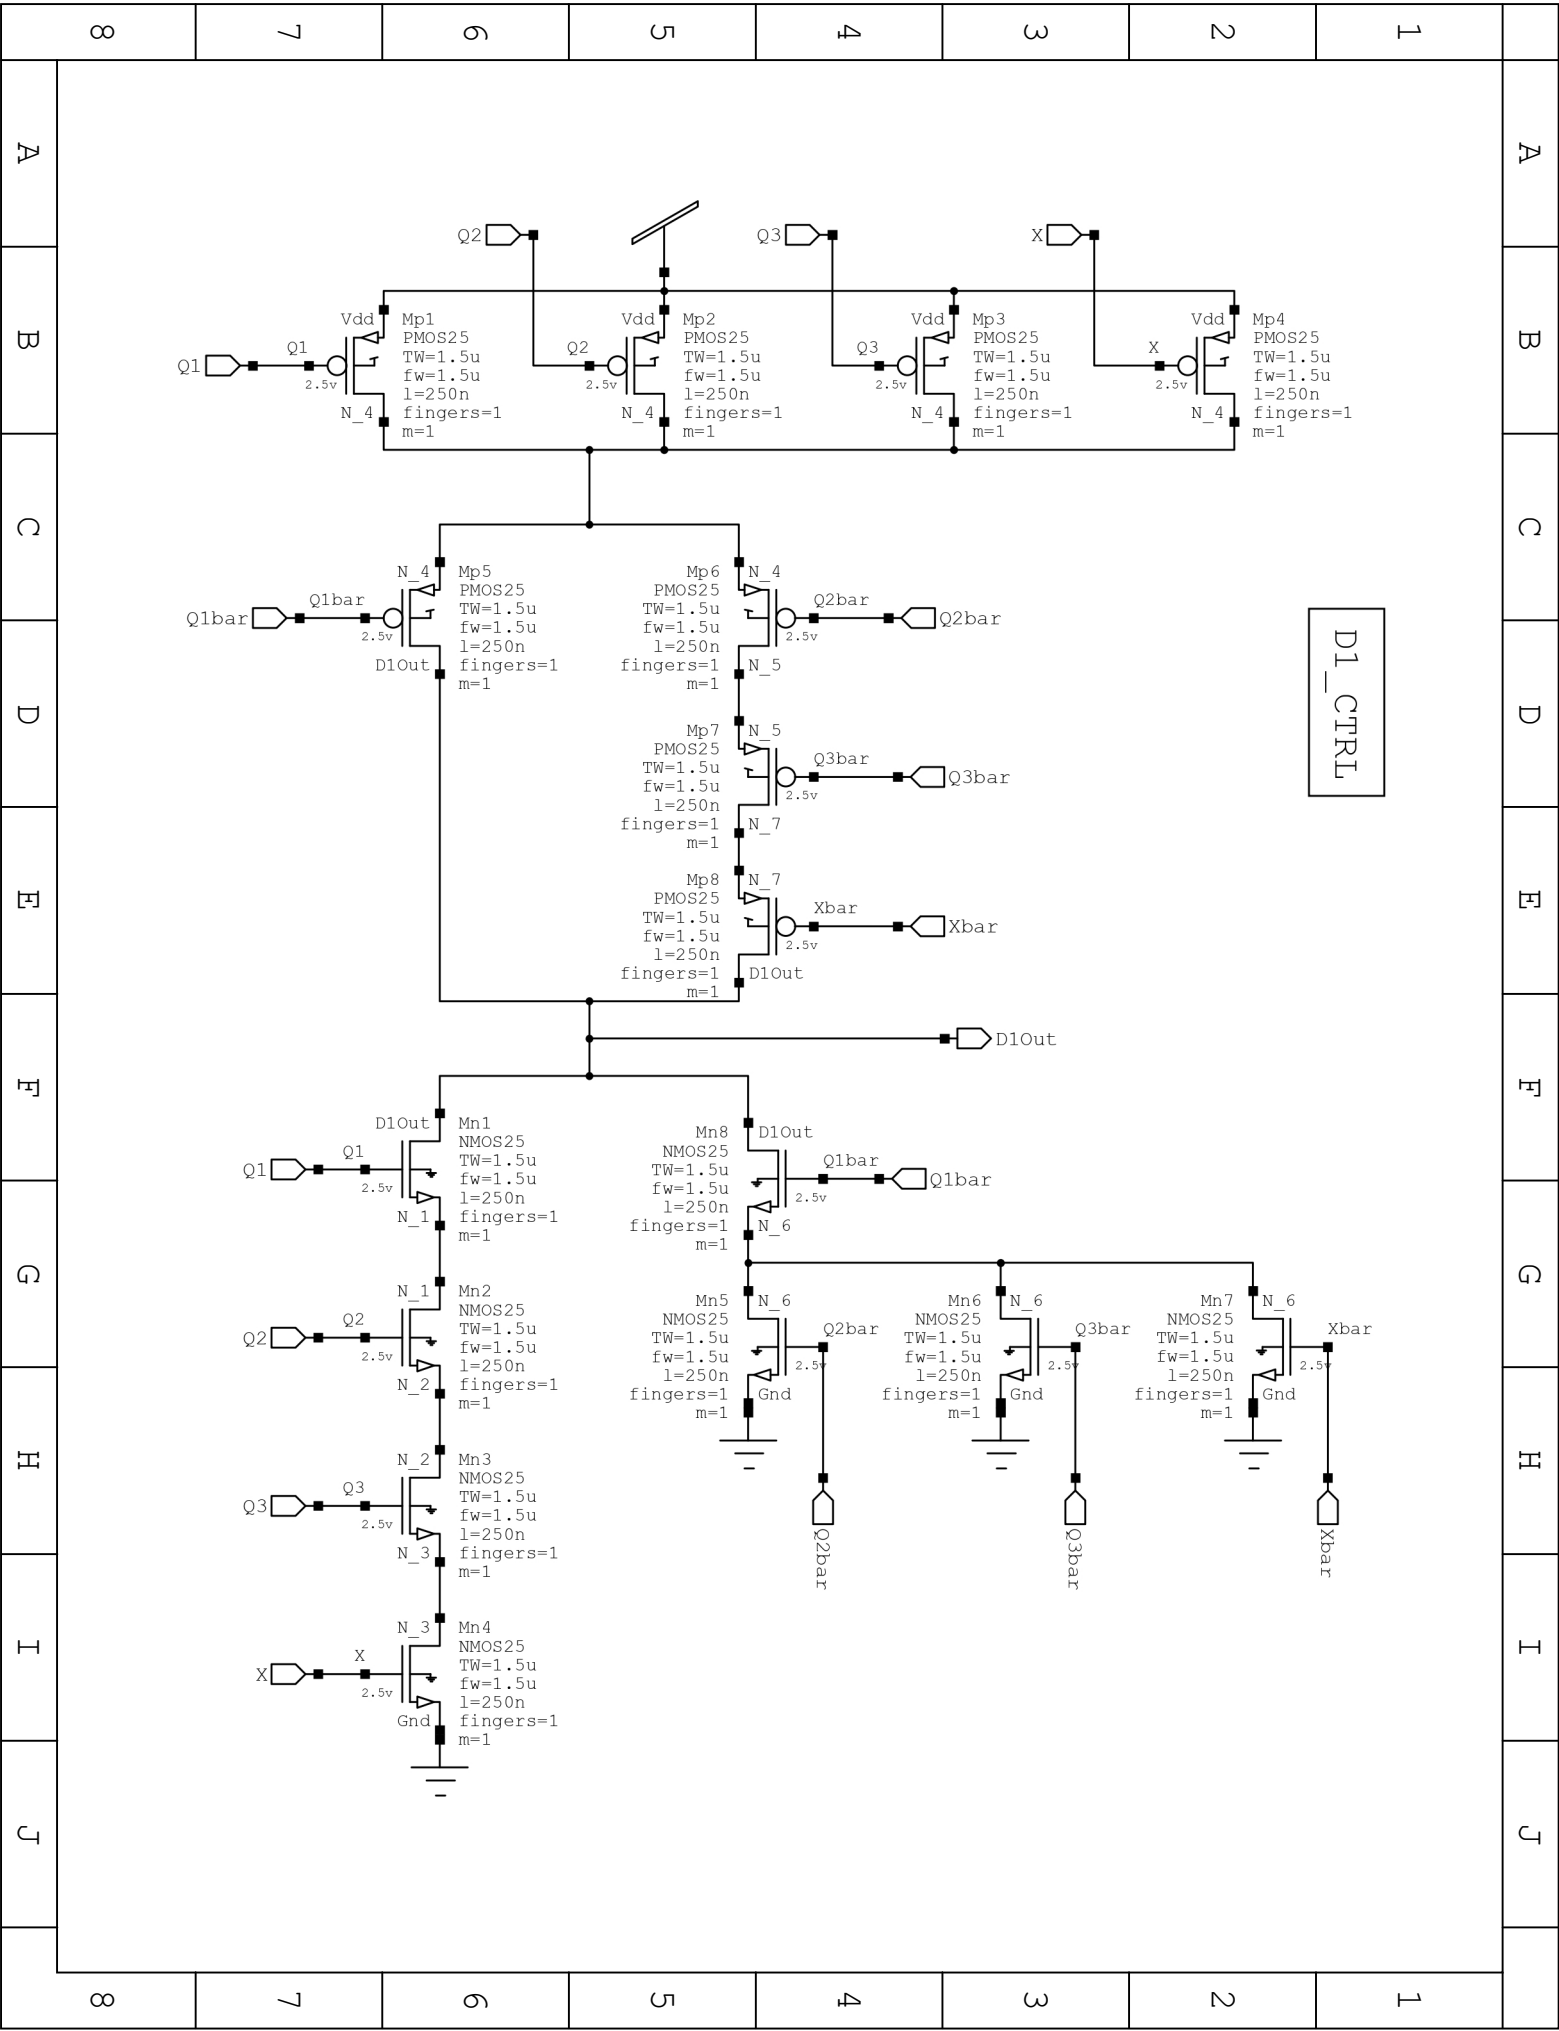 8 7 6 5 4 3 2 1
A A
Q2 Q3 X
B B
Vdd Mp1
PMOS25
TW=1.5u
fw=1.5u
l=250n
fingers=1
m=1
Q1 Q1
2.5v
N_4
Vdd Mp2
PMOS25
TW=1.5u
fw=1.5u
l=250n
fingers=1
m=1
Q2
2.5v
N_4
Vdd Mp3
PMOS25
TW=1.5u
fw=1.5u
l=250n
fingers=1
m=1
Q3
2.5v
N_4
Vdd Mp4
PMOS25
TW=1.5u
fw=1.5u
l=250n
fingers=1
m=1
X
2.5v
N_4
C C
N_4 Mp5
PMOS25
TW=1.5u
fw=1.5u
l=250n
fingers=1
m=1
Q1bar Q1bar
2.5v
D1Out
Mp6 N_4
PMOS25
TW=1.5u
fw=1.5u
l=250n
fingers=1
m=1
Q2bar Q2bar
2.5v
N_5
D1_CTRL
D D
Mp7 N_5
PMOS25
TW=1.5u
fw=1.5u
l=250n
fingers=1
m=1
Q3bar Q3bar
2.5v
N_7
E E
Mp8 N_7
PMOS25
TW=1.5u
fw=1.5u
l=250n
fingers=1
m=1
Xbar Xbar
2.5v
D1Out
D1Out
F F
D1Out Mn1
NMOS25
TW=1.5u
fw=1.5u
l=250n
fingers=1
m=1
Q1 Q1
2.5v
N_1
Mn8 D1Out
NMOS25
TW=1.5u
fw=1.5u
l=250n
fingers=1
m=1
Q1bar Q1bar
2.5v
N_6
G G
N_1 Mn2
NMOS25
TW=1.5u
fw=1.5u
l=250n
fingers=1
m=1
Q2 Q2
2.5v
N_2
Mn5 N_6
NMOS25
TW=1.5u
fw=1.5u
l=250n
fingers=1
m=1
Q2bar
2.5v
Gnd
Mn6 N_6
NMOS25
TW=1.5u
fw=1.5u
l=250n
fingers=1
m=1
Q3bar
2.5v
Gnd
Mn7 N_6
NMOS25
TW=1.5u
fw=1.5u
l=250n
fingers=1
m=1
Xbar
2.5v
Gnd
H H
N_2 Mn3
NMOS25
TW=1.5u
fw=1.5u
l=250n
fingers=1
m=1
Q3 Q3
2.5v
N_3
Q2bar
Q3bar
Xbar
I I
N_3 Mn4
NMOS25
TW=1.5u
fw=1.5u
l=250n
fingers=1
m=1
X X
2.5v
Gnd
J J
8 7 6 5 4 3 2 1